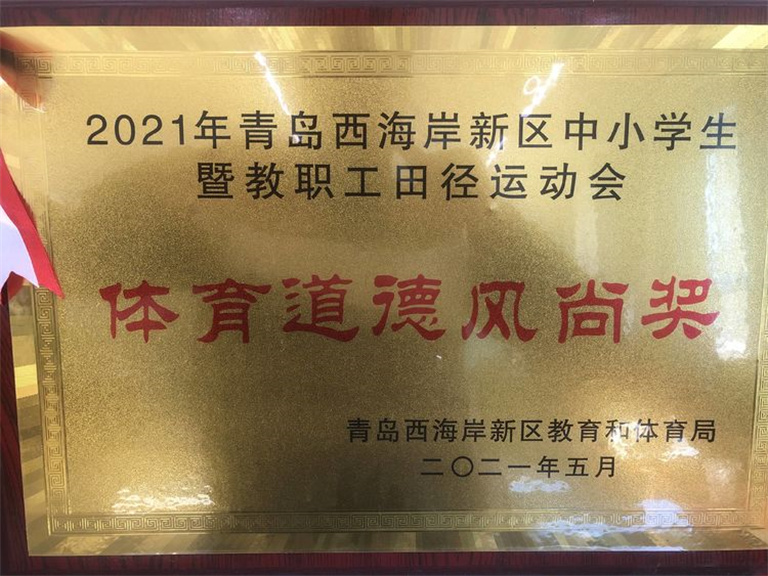 2021年青岛西海岸新区中小学生
暨教职工田径运动会
体育道德风尚奖
青岛西海岸新区教育和体育局
二〇二一年五月